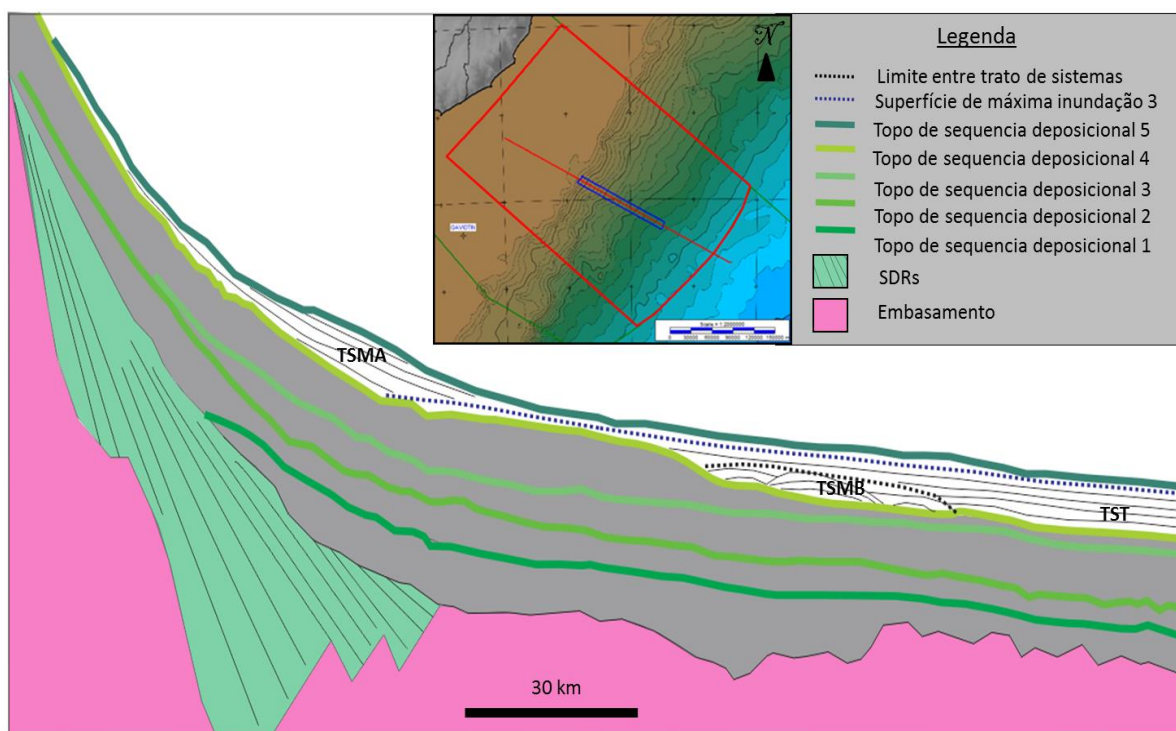 N
Legenda
Limite entre trato de sistemas
Superfície de máxima inundação 3
Topo de sequencia deposicional 5
Topo de sequencia deposicional 4
Topo de sequencia deposicional 3
Topo de sequencia deposicional 2
Topo de sequencia deposicional 1
SDRs
Embasamento
TSMA
TSMB
TST
30 km